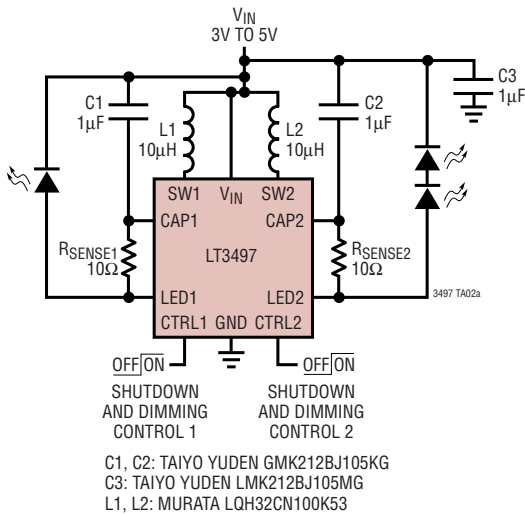 VIN
3V TO 5V
C1
1µF
L1
10µH
L2
10µH
C2
1µF
C3
1µF
SW1 VIN SW2
CAP1 CAP2
RSENSE1
10Ω
LT3497
RSENSE2
10Ω
LED1 LED2
3497 TA02a
CTRL1 GND CTRL2
OFF ON
OFF ON
SHUTDOWN
AND DIMMING
CONTROL 1
SHUTDOWN
AND DIMMING
CONTROL 2
C1, C2: TAIYO YUDEN GMK212BJ105KG
C3: TAIYO YUDEN LMK212BJ105MG
L1, L2: MURATA LQH32CN100K53